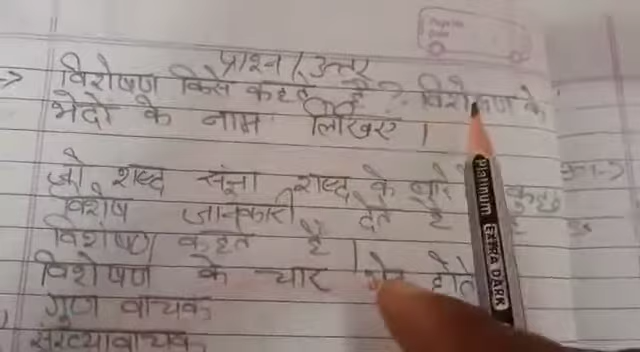 प्रश्न / उत्तर
→ विशेषण किसे कहते है ? विशेषण के
भेदो के नाम लिखिए ।
जो शब्द संज्ञा शब्द के बारे कुछ
विशेष जानकारी देते है
विशेषण कहते है ।
विशेषण के चार होते
गुण वाचक
संख्यावाचक
Platinum EXTRA DARK